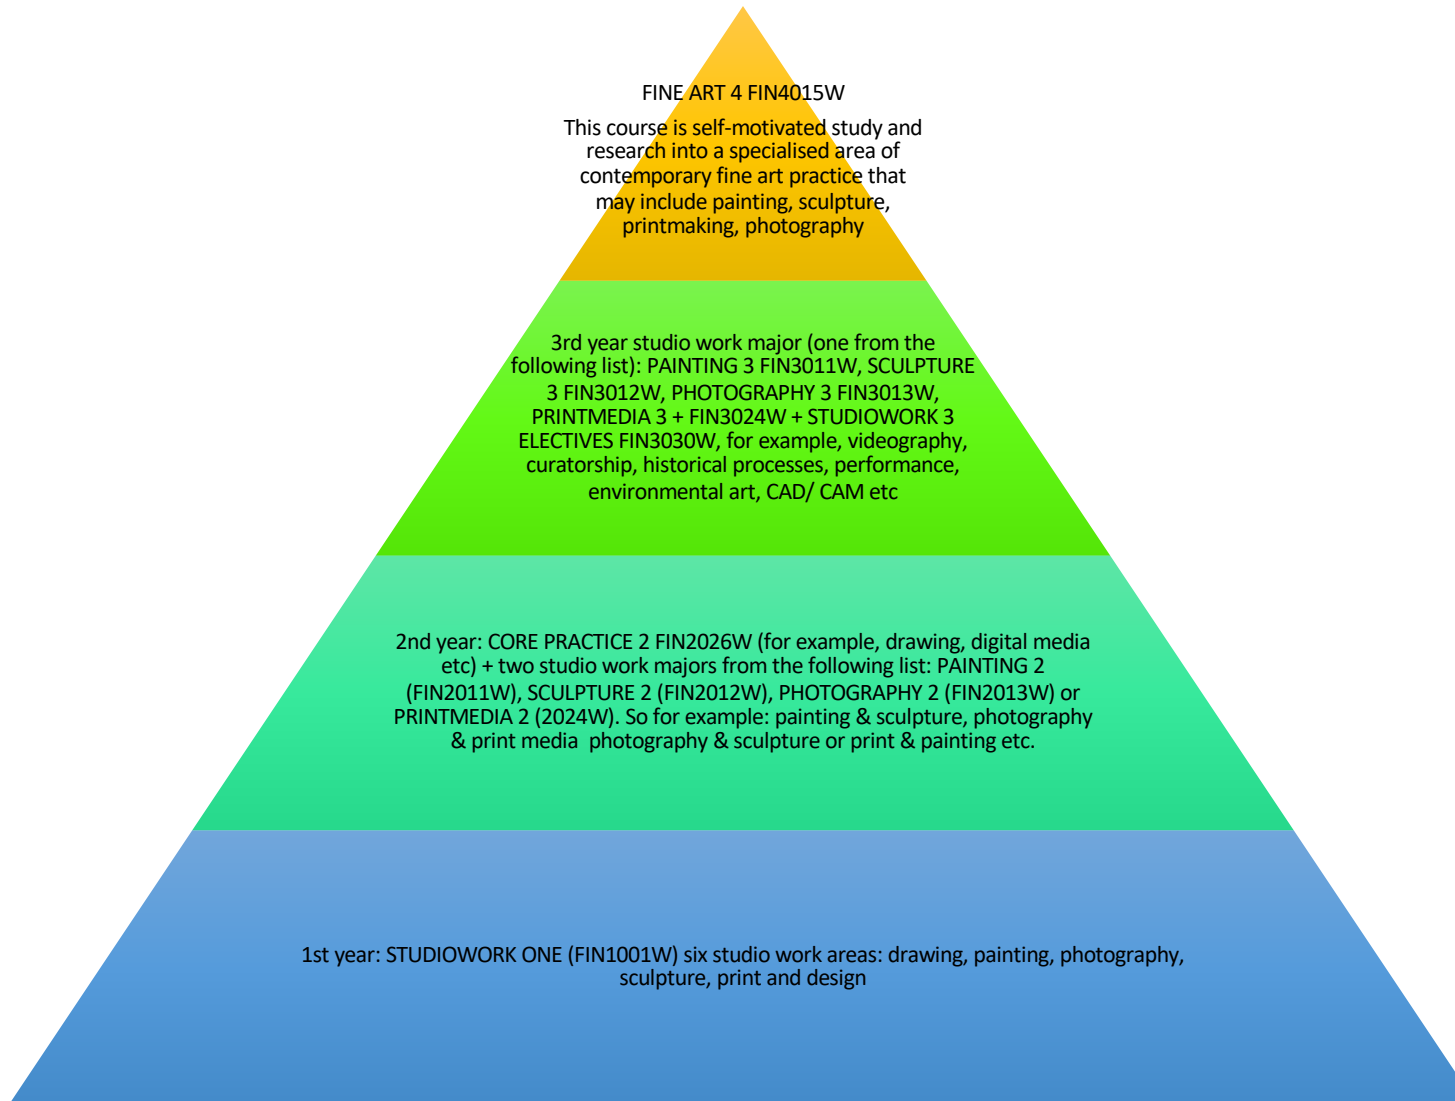 FINE ART 4 FIN4015W
This course is self-motivated study and
research into a specialised area of
contemporary fine art practice that
may include painting, sculpture,
printmaking, photography
3rd year studio work major (one from the
following list): PAINTING 3 FIN3011W, SCULPTURE
3 FIN3012W, PHOTOGRAPHY 3 FIN3013W,
PRINTMEDIA 3 + FIN3024W + STUDIOWORK 3
ELECTIVES FIN3030W, for example, videography,
curatorship, historical processes, performance,
environmental art, CAD/ CAM etc
2nd year: CORE PRACTICE 2 FIN2026W (for example, drawing, digital media
etc) + two studio work majors from the following list: PAINTING 2
(FIN2011W), SCULPTURE 2 (FIN2012W), PHOTOGRAPHY 2 (FIN2013W) or
PRINTMEDIA 2 (2024W). So for example: painting & sculpture, photography
& print media  photography & sculpture or print & painting etc.
1st year: STUDIOWORK ONE (FIN1001W) six studio work areas: drawing, painting, photography,
sculpture, print and design